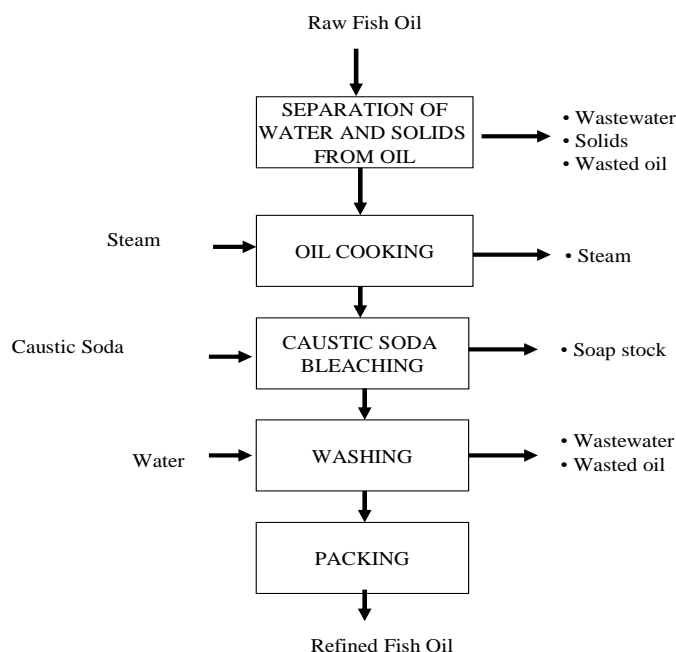 Raw Fish Oil
SEPARATION OF
WATER AND SOLIDS
FROM OIL
• Wastewater
• Solids
• Wasted oil
Steam
OIL COOKING
• Steam
Caustic Soda
CAUSTIC SODA
BLEACHING
• Soap stock
Water
WASHING
• Wastewater
• Wasted oil
PACKING
Refined Fish Oil